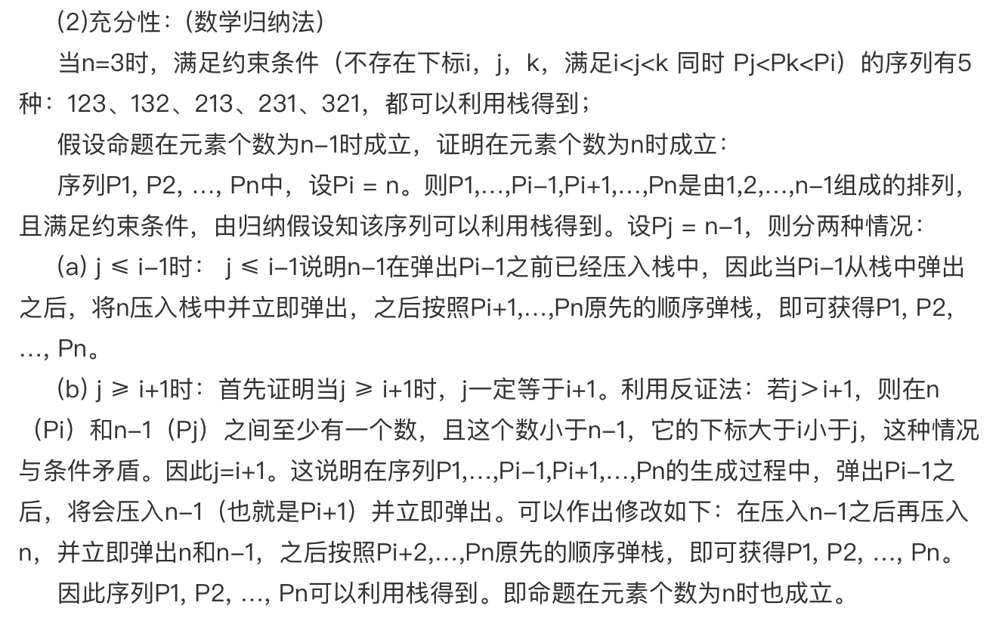 (2)充分性：(数学归纳法)
当n=3时，满足约束条件（不存在下标i，j，k，满足i<j<k 同时 Pj<Pk<Pi）的序列有5
种：123、132、213、231、321，都可以利用栈得到；
假设命题在元素个数为n−1时成立，证明在元素个数为n时成立：
序列P1, P2, …, Pn中，设Pi = n。则P1,…,Pi−1,Pi+1,…,Pn是由1,2,…,n−1组成的排列，
且满足约束条件，由归纳假设知该序列可以利用栈得到。设Pj = n−1，则分两种情况：
(a) j ≤ i−1时： j ≤ i−1说明n−1在弹出Pi−1之前已经压入栈中，因此当Pi−1从栈中弹出
之后，将n压入栈中并立即弹出，之后按照Pi+1,…,Pn原先的顺序弹栈，即可获得P1, P2,
…, Pn。
(b) j ≥ i+1时：首先证明当j ≥ i+1时，j一定等于i+1。利用反证法：若j＞i+1，则在n
（Pi）和n−1（Pj）之间至少有一个数，且这个数小于n−1，它的下标大于i小于j，这种情况
与条件矛盾。因此j=i+1。这说明在序列P1,…,Pi−1,Pi+1,…,Pn的生成过程中，弹出Pi−1之
后，将会压入n−1（也就是Pi+1）并立即弹出。可以作出修改如下：在压入n−1之后再压入
n，并立即弹出n和n−1，之后按照Pi+2,…,Pn原先的顺序弹栈，即可获得P1, P2, …, Pn。
因此序列P1, P2, …, Pn可以利用栈得到。即命题在元素个数为n时也成立。